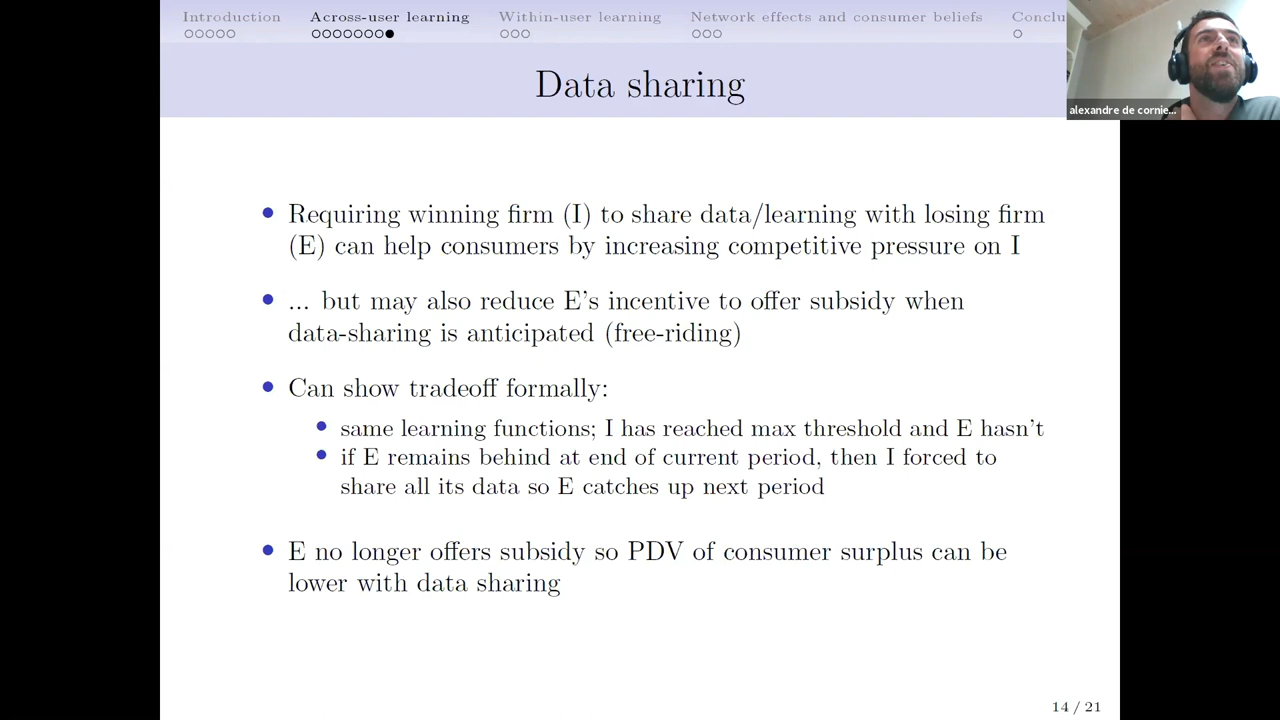 Introduction Across-user learning Within-user learning Network effects and consumer beliefs Conclu
Data sharing
alexandre de cornie...
• Requiring winning firm (I) to share data/learning with losing firm
(E) can help consumers by increasing competitive pressure on I
• ... but may also reduce E's incentive to offer subsidy when
data-sharing is anticipated (free-riding)
• Can show tradeoff formally:
• same learning functions; I has reached max threshold and E hasn't
• if E remains behind at end of current period, then I forced to
share all its data so E catches up next period
• E no longer offers subsidy so PDV of consumer surplus can be
lower with data sharing
14 / 21